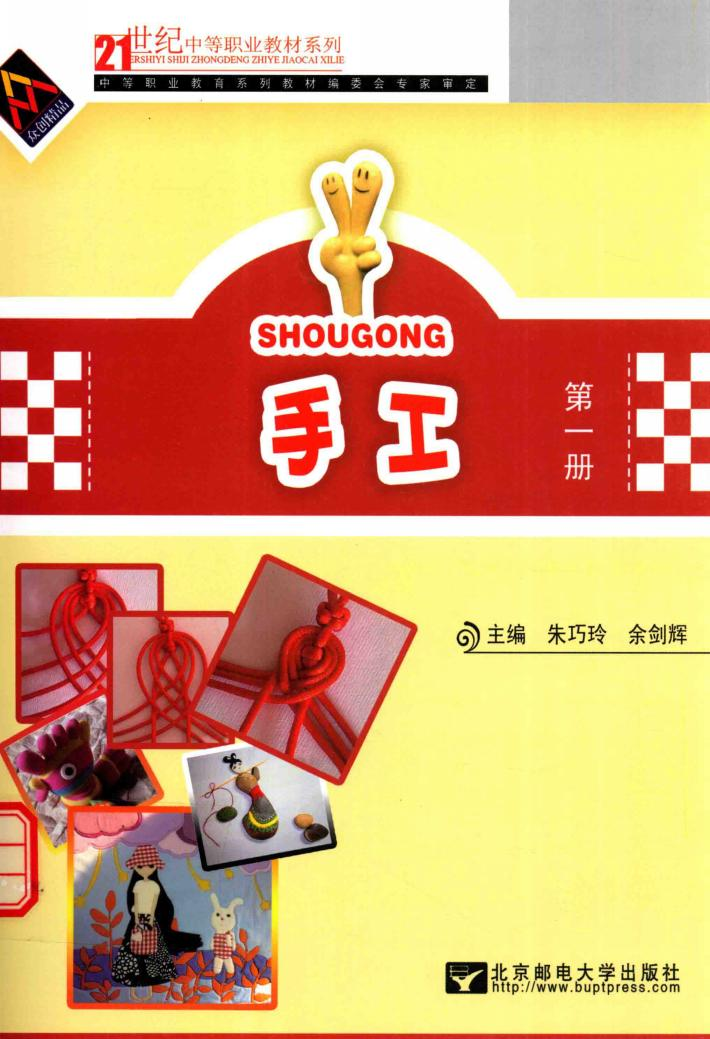 21世纪中等职业教材系列
ERSHIYI SHIJI ZHONGDENG ZHIYE JIAOCAI XILIE
中等职业教育系列教材编委会专家审定
众创精品
SHOUGONG
手工
第一册
主编 朱巧玲 余剑辉
北京邮电大学出版社
http://www.buptpress.com